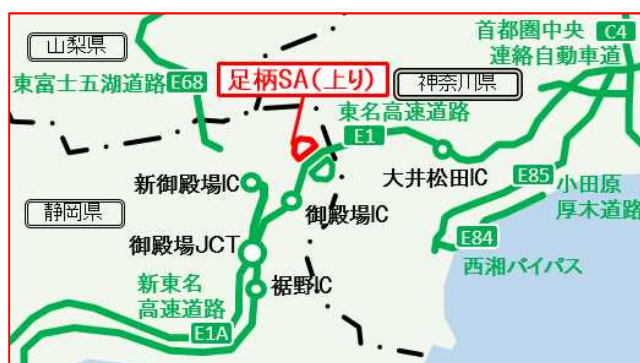 首都圏中央
連絡自動車道
C4
山梨県
東富士五湖道路
E68
足柄SA(上り)
神奈川県
東名高速道路
E1
新御殿場IC
大井松田IC
E85
小田原
厚木道路
静岡県
御殿場IC
E84
御殿場JCT
西湘バイパス
新東名
高速道路
裾野IC
E1A